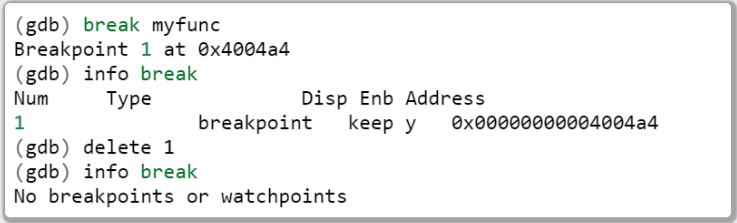 (gdb) break myfunc
Breakpoint 1 at 0x4004a4
(gdb) info break
Num     Type             Disp Enb Address
1               breakpoint   keep y   0x00000000004004a4
(gdb) delete 1
(gdb) info break
No breakpoints or watchpoints